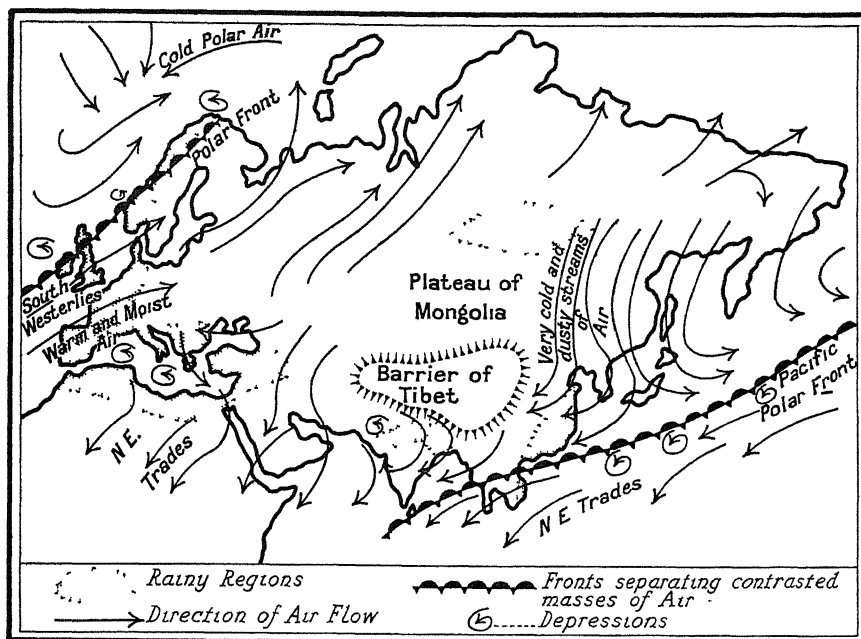 Cold Polar Air
Polar Front
South
Westerlies
Warm and Moist
Air
N E.
Trades
Plateau of
Mongolia
Barrier of
Tibet
Very cold and
dusty streams
of
Air
Pacific
Polar Front
N E Trades
Rainy Regions
Direction of Air Flow
Fronts separating contrasted
masses of Air
Depressions